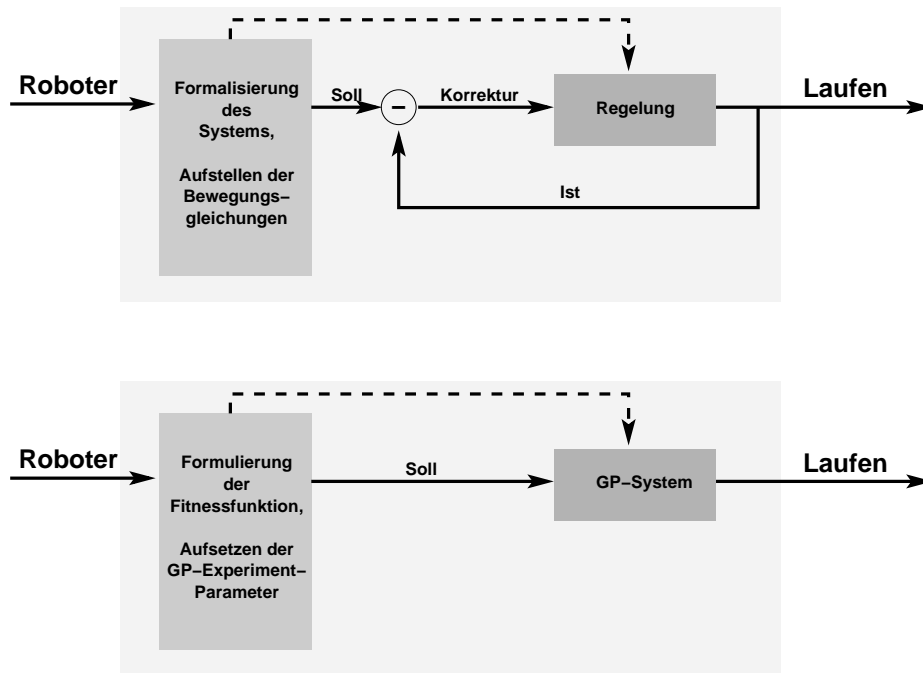 Roboter
Formalisierung
des
Systems,
Aufstellen der
Bewegungs−
gleichungen
Soll
−
Korrektur
Regelung
Laufen
Ist
Roboter
Formulierung
der
Fitnessfunktion,
Aufsetzen der
GP−Experiment−
Parameter
Soll
GP−System
Laufen